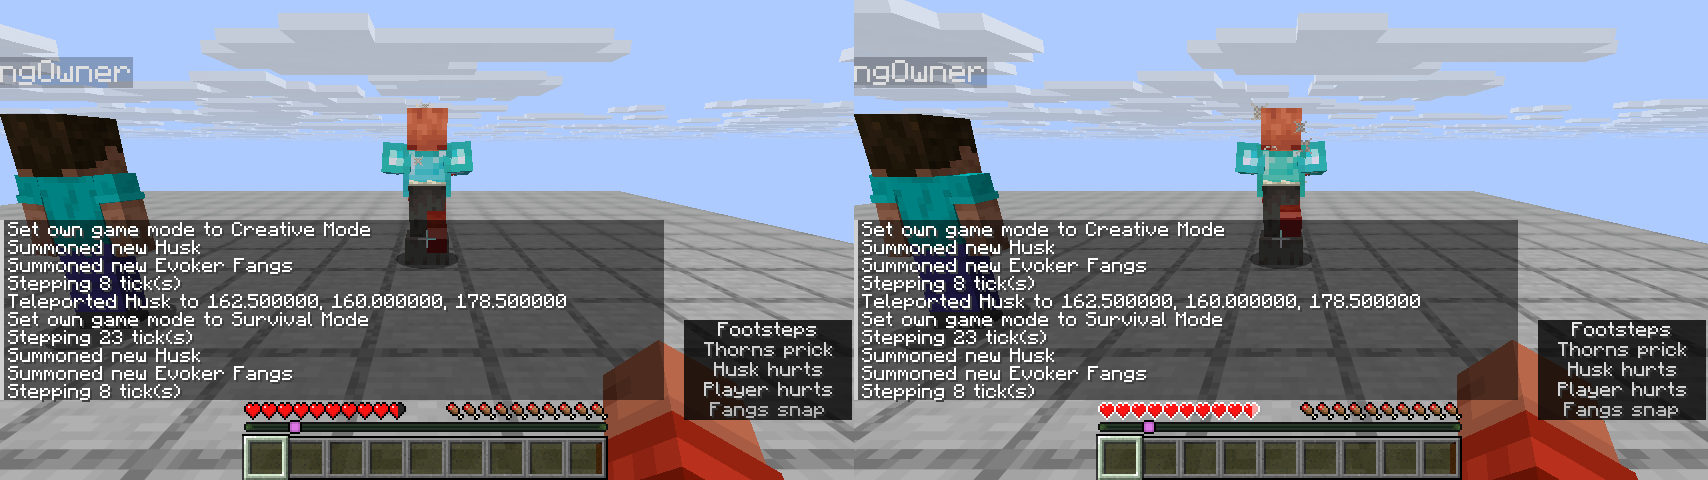 ngOwner
Set own game mode to Creative Mode
Summoned new Husk
Summoned new Evoker Fangs
Stepping 8 tick(s)
Teleported Husk to 162.500000, 160.000000, 178.500000
Set own game mode to Survival Mode
Stepping 23 tick(s)
Summoned new Husk
Summoned new Evoker Fangs
Stepping 8 tick(s)
Footsteps
Thorns prick
Husk hurts
Player hurts
Fangs snap
ngOwner
Set own game mode to Creative Mode
Summoned new Husk
Summoned new Evoker Fangs
Stepping 8 tick(s)
Teleported Husk to 162.500000, 160.000000, 178.500000
Set own game mode to Survival Mode
Stepping 23 tick(s)
Summoned new Husk
Summoned new Evoker Fangs
Stepping 8 tick(s)
Footsteps
Thorns prick
Husk hurts
Player hurts
Fangs snap